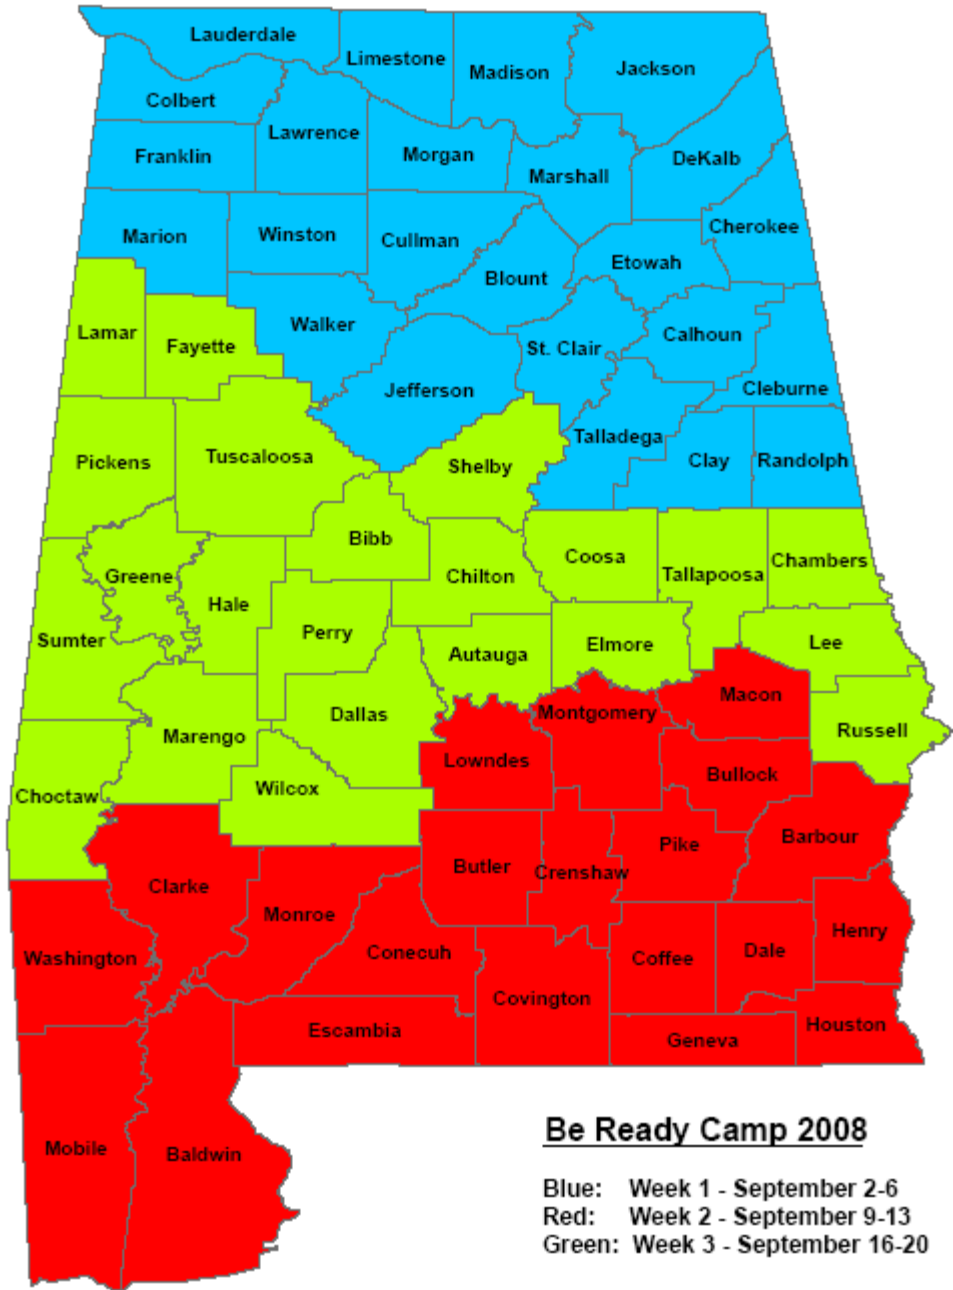 Lauderdale
Limestone
Madison
Jackson
Colbert
Lawrence
Franklin
Morgan
Marshall
DeKalb
Cherokee
Marion
Winston
Cullman
Blount
Etowah
Lamar
Fayette
Walker
St. Clair
Calhoun
Jefferson
Cleburne
Pickens
Tuscaloosa
Shelby
Talladega
Clay
Randolph
Bibb
Greene
Hale
Chilton
Coosa
Tallapoosa
Chambers
Sumter
Perry
Autauga
Elmore
Lee
Marengo
Dallas
Montgomery
Macon
Russell
Choctaw
Wilcox
Lowndes
Bullock
Clarke
Butler
Crenshaw
Pike
Barbour
Monroe
Washington
Conecuh
Coffee
Dale
Henry
Covington
Escambia
Geneva
Houston
Mobile
Baldwin
Be Ready Camp 2008
Blue: Week 1 - September 2-6
Red: Week 2 - September 9-13
Green: Week 3 - September 16-20